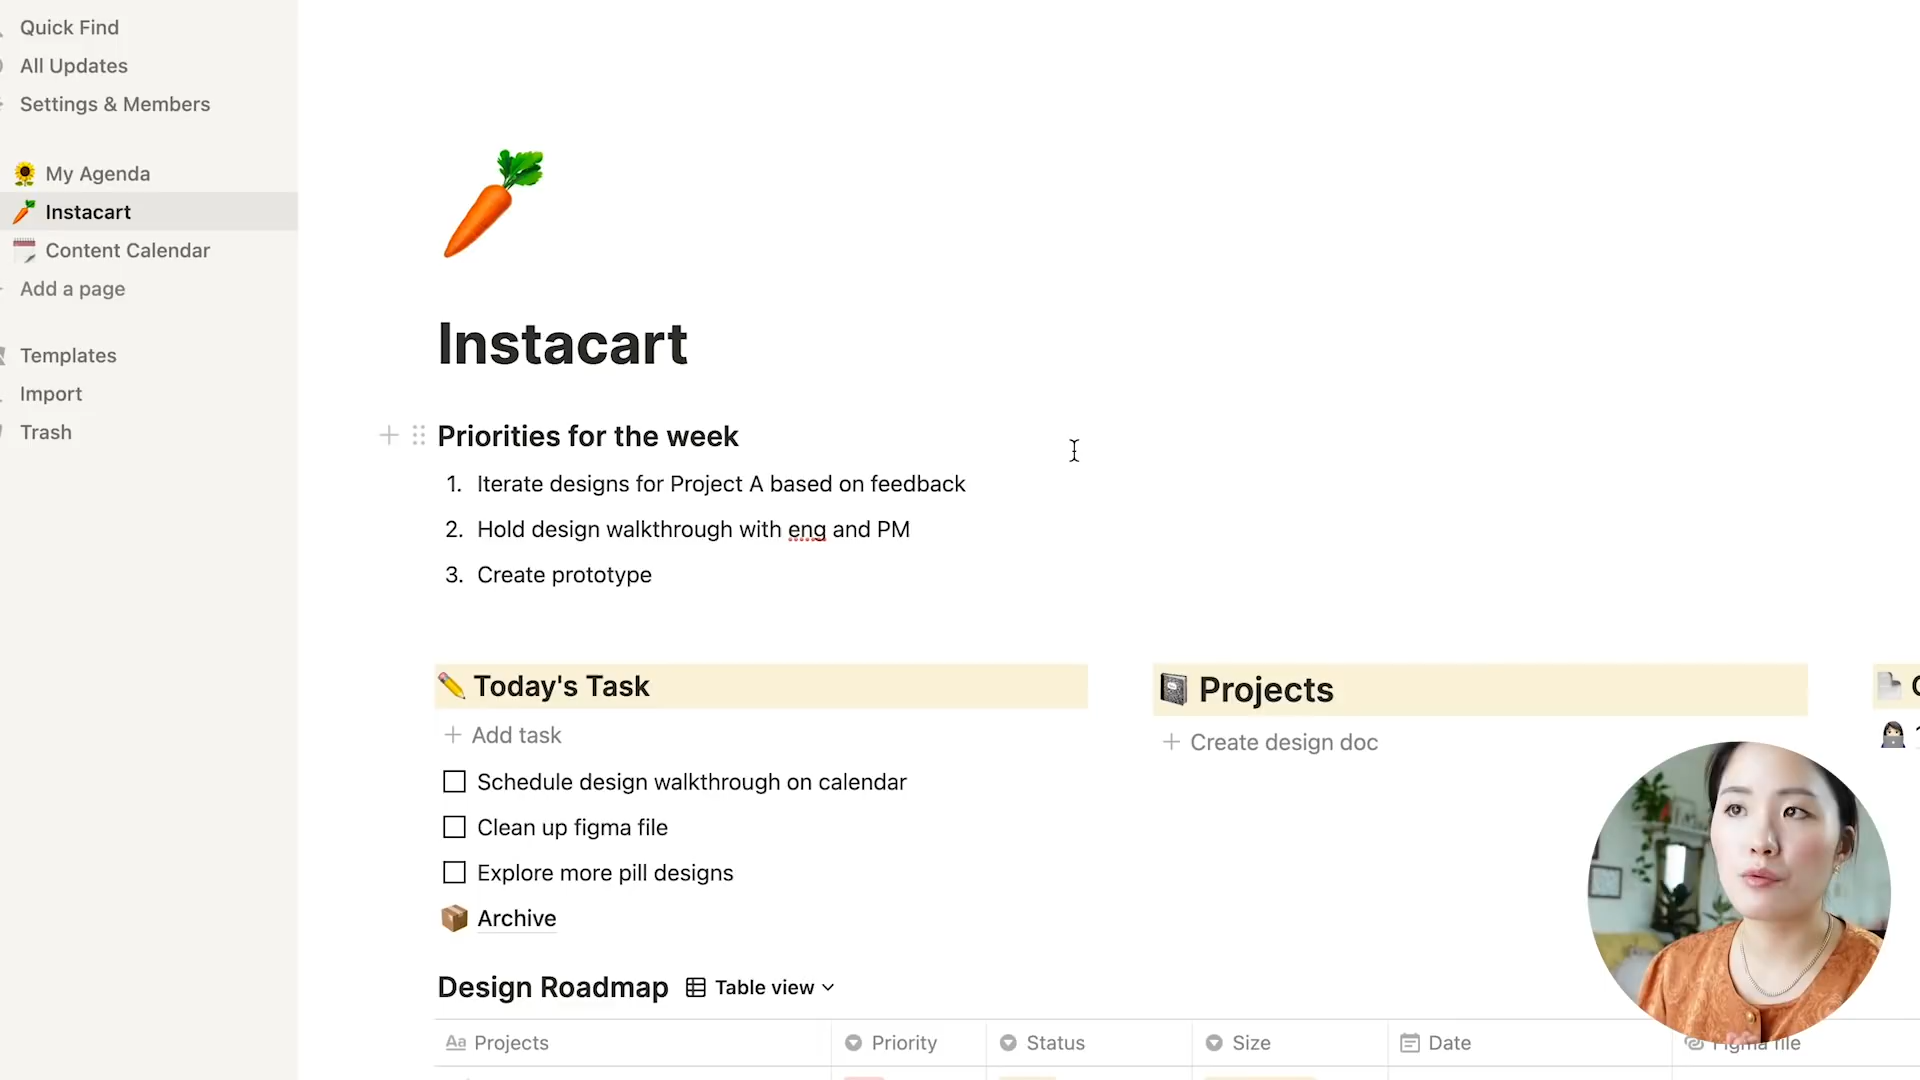 Quick Find
All Updates
Settings & Members
My Agenda
Instacart
Content Calendar
Add a page
Templates
Import
Trash
Instacart
Priorities for the week
1. Iterate designs for Project A based on feedback
2. Hold design walkthrough with eng and PM
3. Create prototype
Today's Task
Add task
Schedule design walkthrough on calendar
Clean up figma file
Explore more pill designs
Archive
Projects
Create design doc
Design Roadmap Table view
Aa Projects Priority Status Size Date Figma file